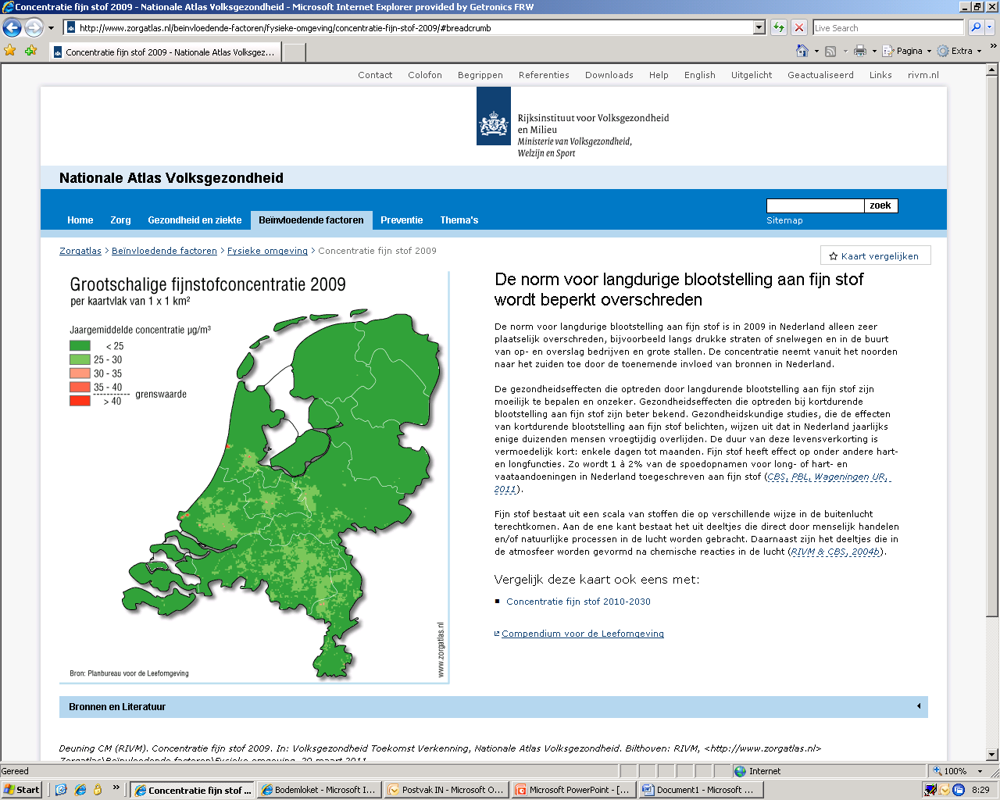 Concentratie fijn stof 2009 - Nationale Atlas Volksgezondheid - Microsoft Internet Explorer provided by Getronics FRW
http://www.zorgatlas.nl/beinvloedende-factoren/fysieke-omgeving/concentratie-fijn-stof-2009/#breadcrumb
Live Search
Concentratie fijn stof 2009 - Nationale Atlas Volksgez...
Pagina
Extra
Contact Colofon Begrippen Referenties Downloads Help English Uitgelicht Geactualiseerd Links rivm.nl
Rijksinstituut voor Volksgezondheid
en Milieu
Ministerie van Volksgezondheid,
Welzijn en Sport
Nationale Atlas Volksgezondheid
Home Zorg Gezondheid en ziekte Beïnvloedende factoren Preventie Thema's
zoek
Sitemap
Zorgatlas > Beïnvloedende factoren > Fysieke omgeving > Concentratie fijn stof 2009
Kaart vergelijken
Grootschalige fijnstofconcentratie 2009
per kaartvlak van 1 x 1 km²
Jaargemiddelde concentratie µg/m³
< 25
25 - 30
30 - 35
35 - 40
grenswaarde
> 40
www.zorgatlas.nl
Bron: Planbureau voor de Leefomgeving
De norm voor langdurige blootstelling aan fijn stof
wordt beperkt overschreden
De norm voor langdurige blootstelling aan fijn stof is in 2009 in Nederland alleen zeer
plaatselijk overschreden, bijvoorbeeld langs drukke straten of snelwegen en in de buurt
van op- en overslag bedrijven en grote stallen. De concentratie neemt vanuit het noorden
naar het zuiden toe door de toenemende invloed van bronnen in Nederland.
De gezondheidseffecten die optreden door langdurende blootstelling aan fijn stof zijn
moeilijk te bepalen en onzeker. Gezondheidseffecten die optreden bij kortdurende
blootstelling aan fijn stof zijn beter bekend. Gezondheidskundige studies, die de effecten
van kortdurende blootstelling aan fijn stof belichten, wijzen uit dat in Nederland jaarlijks
enige duizenden mensen vroegtijdig overlijden. De duur van deze levensverkorting is
vermoedelijk kort: enkele dagen tot maanden. Fijn stof heeft effect op onder andere hart-
en longfuncties. Zo wordt 1 à 2% van de spoedopnamen voor long- of hart- en
vaataandoeningen in Nederland toegeschreven aan fijn stof (CBS, PBL, Wageningen UR,
2011).
Fijn stof bestaat uit een scala van stoffen die op verschillende wijze in de buitenlucht
terechtkomen. Aan de ene kant bestaat het uit deeltjes die direct door menselijk handelen
en/of natuurlijke processen in de lucht worden gebracht. Daarnaast zijn het deeltjes die in
de atmosfeer worden gevormd na chemische reacties in de lucht (RIVM & CBS, 2004b).
Vergelijk deze kaart ook eens met:
Concentratie fijn stof 2010-2030
Compendium voor de Leefomgeving
Bronnen en Literatuur
Deuning CM (RIVM). Concentratie fijn stof 2009. In: Volksgezondheid Toekomst Verkenning, Nationale Atlas Volksgezondheid. Bilthoven: RIVM, <http://www.zorgatlas.nl>
Zorgatlas\Beïnvloedende factoren\Fysieke omgeving, 20 maart 2011.
Gereed
Internet
100%
Start
Concentratie fijn stof ...
Bodemloket - Microsoft I...
Postvak IN - Microsoft O...
Microsoft PowerPoint - [...
Document1 - Microsoft ...
8:29